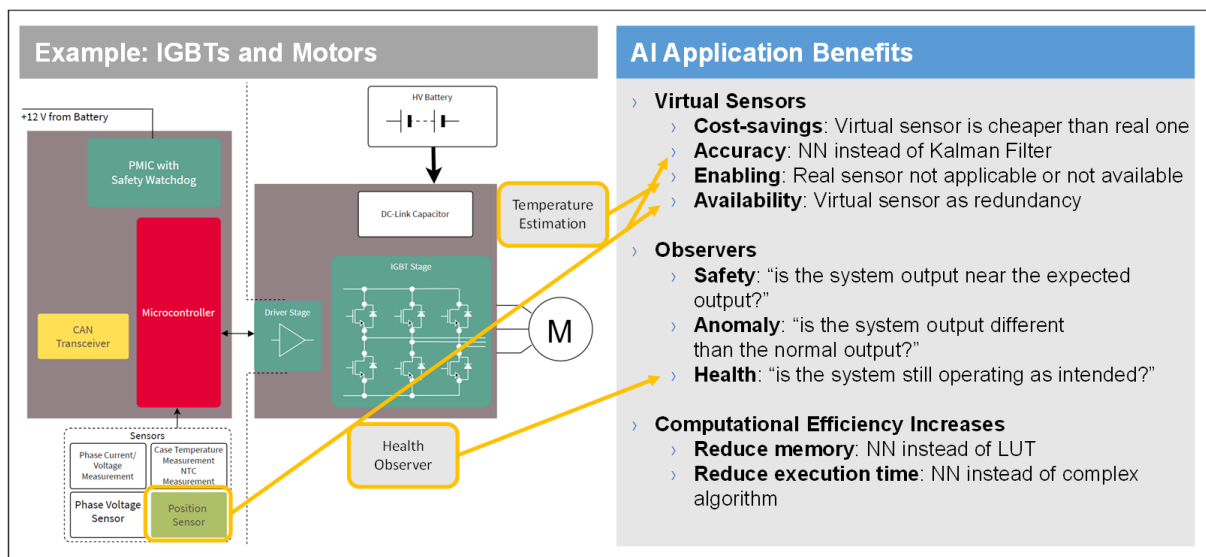 Example: IGBTs and Motors
+12 V from Battery
PMIC with
Safety Watchdog
Microcontroller
CAN
Transceiver
Sensors
Phase Current/
Voltage
Measurement
Case Temperature
Measurement
NTC
Measurement
Phase Voltage
Sensor
Position
Sensor
HV Battery
DC-Link Capacitor
Driver Stage
IGBT Stage
M
Temperature
Estimation
Health
Observer
AI Application Benefits
› Virtual Sensors
› Cost-savings: Virtual sensor is cheaper than real one
› Accuracy: NN instead of Kalman Filter
› Enabling: Real sensor not applicable or not available
› Availability: Virtual sensor as redundancy
› Observers
› Safety: “is the system output near the expected
output?”
› Anomaly: “is the system output different
than the normal output?”
› Health: “is the system still operating as intended?”
› Computational Efficiency Increases
› Reduce memory: NN instead of LUT
› Reduce execution time: NN instead of complex
algorithm